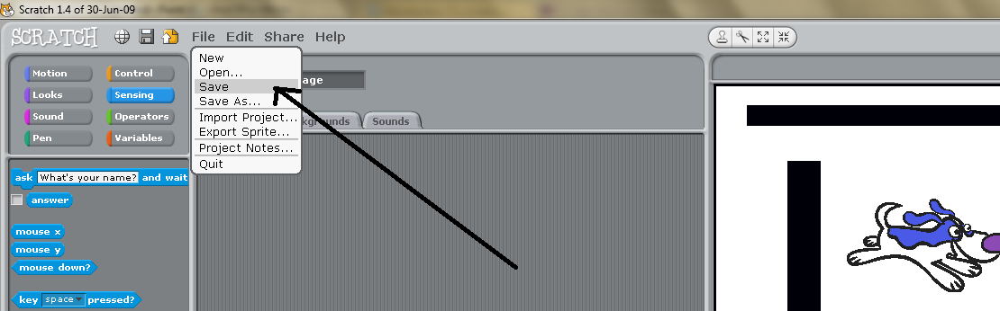 Scratch 1.4 of 30-Jun-09
SCRATCH File Edit Share Help
New
Open...
Save
Save As...
Import Project...
Export Sprite...
Project Notes...
Quit
Motion Control
Looks Sensing
Sound Operators
Pen Variables
age
kgrounds Sounds
ask What's your name? and wait
answer
mouse x
mouse y
mouse down?
key space pressed?